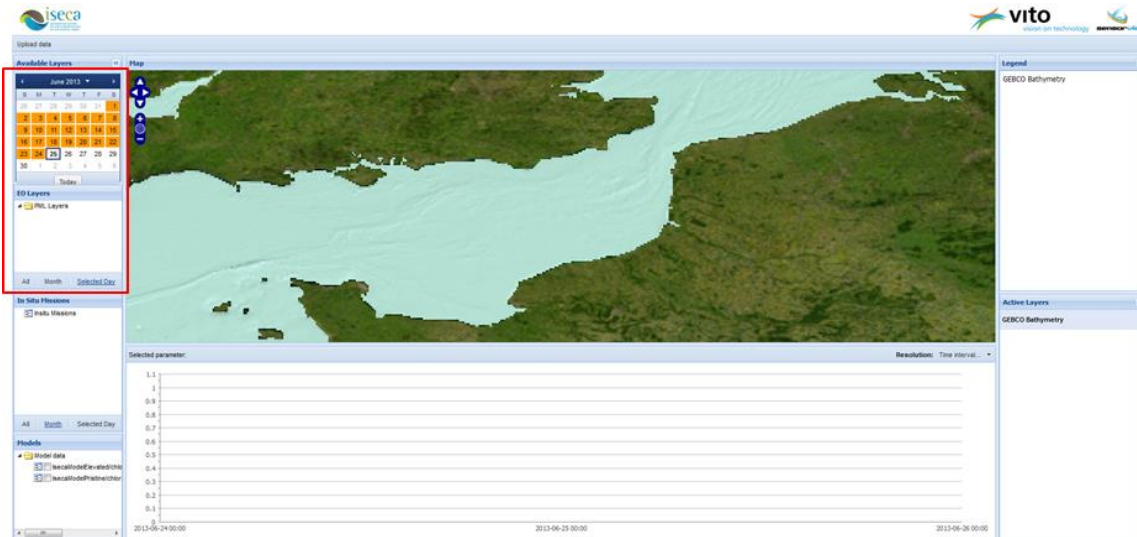 iseca
vito
vision on technology
Upload data
Available Layers
Map
Legend
June 2013
S M T W T F S
26 27 28 29 30 31 1
2 3 4 5 6 7 8
9 10 11 12 13 14 15
16 17 18 19 20 21 22
23 24 25 26 27 28 29
30 1 2 3 4 5 6
Today
GEBCO Bathymetry
EO Layers
PML Layers
All Month Selected Day
In Situ Missions
Insitu Missions
All Month Selected Day
Models
Model data
IsecaModelElevated/chlo
IsecaModelPristine/chlor
Active Layers
GEBCO Bathymetry
Selected parameter:
Resolution: Time interval...
1.1
1
0.9
0.8
0.7
0.6
0.5
0.4
0.3
0.2
0.1
0
2013-06-24 00:00
2013-06-25 00:00
2013-06-26 00:00